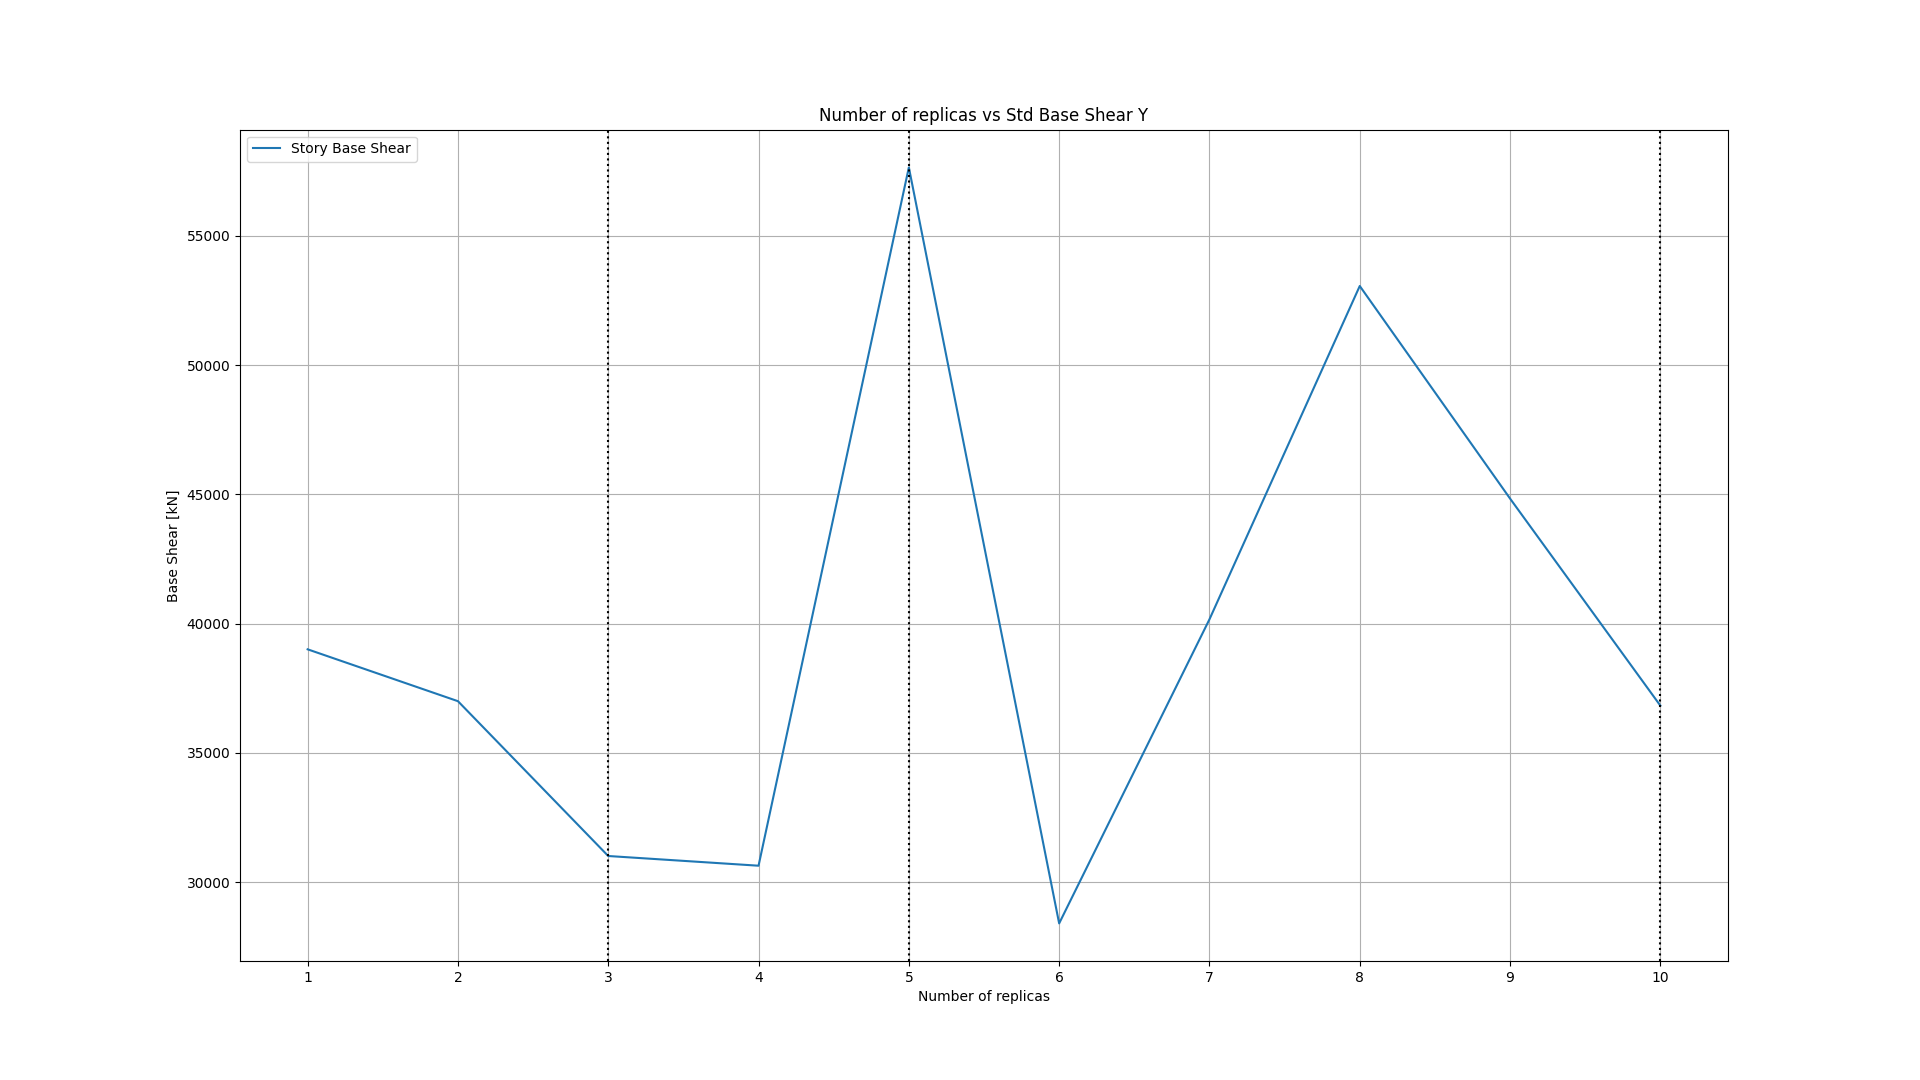 Number of replicas vs Std Base Shear Y
Story Base Shear
55000
50000
45000
40000
35000
30000
Base Shear [kN]
1 2 3 4 5 6 7 8 9 10
Number of replicas